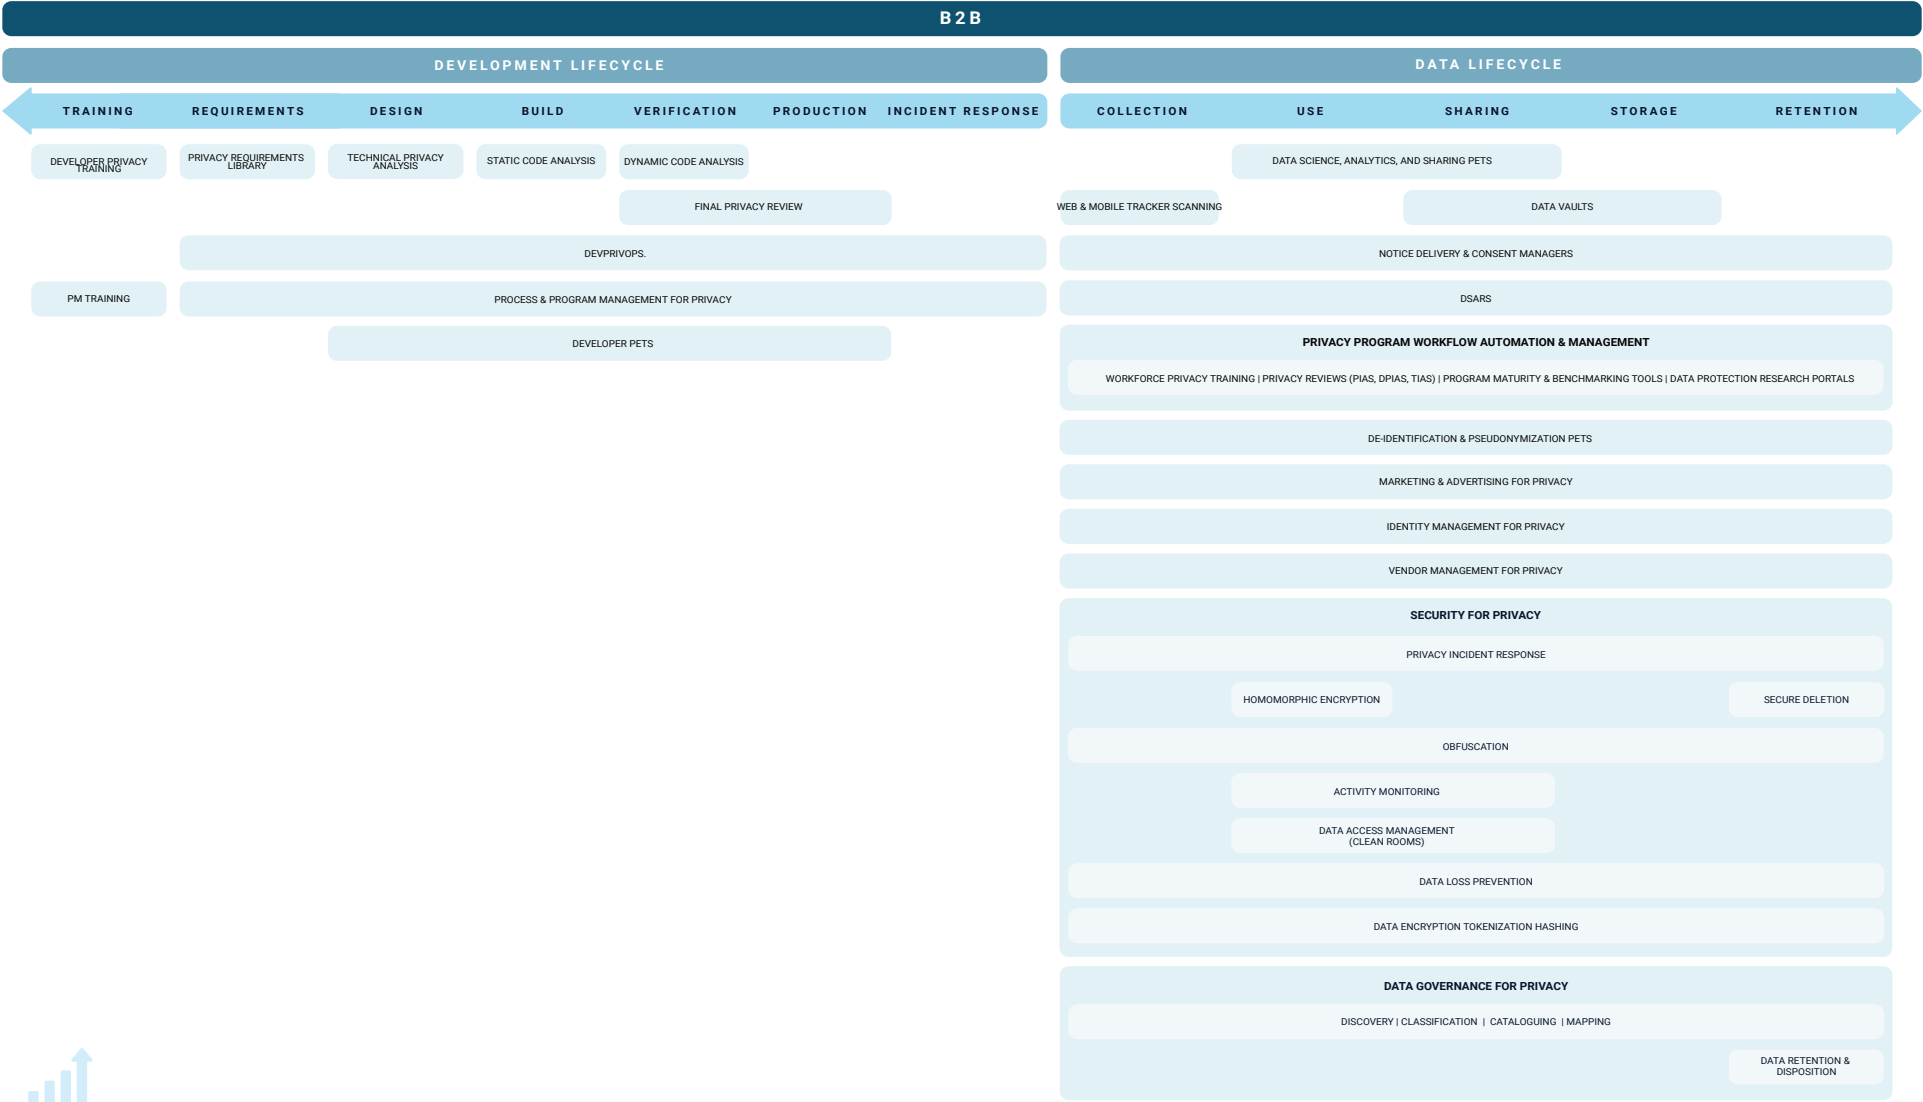 B2B
DEVELOPMENT LIFECYCLE
TRAINING REQUIREMENTS DESIGN BUILD VERIFICATION PRODUCTION INCIDENT RESPONSE
DEVELOPER PRIVACY
TRAINING
PRIVACY REQUIREMENTS
LIBRARY
TECHNICAL PRIVACY
ANALYSIS
STATIC CODE ANALYSIS
DYNAMIC CODE ANALYSIS
FINAL PRIVACY REVIEW
DEVPRIVOPS.
PM TRAINING
PROCESS & PROGRAM MANAGEMENT FOR PRIVACY
DEVELOPER PETS
DATA LIFECYCLE
COLLECTION USE SHARING STORAGE RETENTION
DATA SCIENCE, ANALYTICS, AND SHARING PETS
WEB & MOBILE TRACKER SCANNING
DATA VAULTS
NOTICE DELIVERY & CONSENT MANAGERS
DSARS
PRIVACY PROGRAM WORKFLOW AUTOMATION & MANAGEMENT
WORKFORCE PRIVACY TRAINING | PRIVACY REVIEWS (PIAS, DPIAS, TIAS) | PROGRAM MATURITY & BENCHMARKING TOOLS | DATA PROTECTION RESEARCH PORTALS
DE-IDENTIFICATION & PSEUDONYMIZATION PETS
MARKETING & ADVERTISING FOR PRIVACY
IDENTITY MANAGEMENT FOR PRIVACY
VENDOR MANAGEMENT FOR PRIVACY
SECURITY FOR PRIVACY
PRIVACY INCIDENT RESPONSE
HOMOMORPHIC ENCRYPTION
SECURE DELETION
OBFUSCATION
ACTIVITY MONITORING
DATA ACCESS MANAGEMENT
(CLEAN ROOMS)
DATA LOSS PREVENTION
DATA ENCRYPTION TOKENIZATION HASHING
DATA GOVERNANCE FOR PRIVACY
DISCOVERY | CLASSIFICATION | CATALOGUING | MAPPING
DATA RETENTION &
DISPOSITION